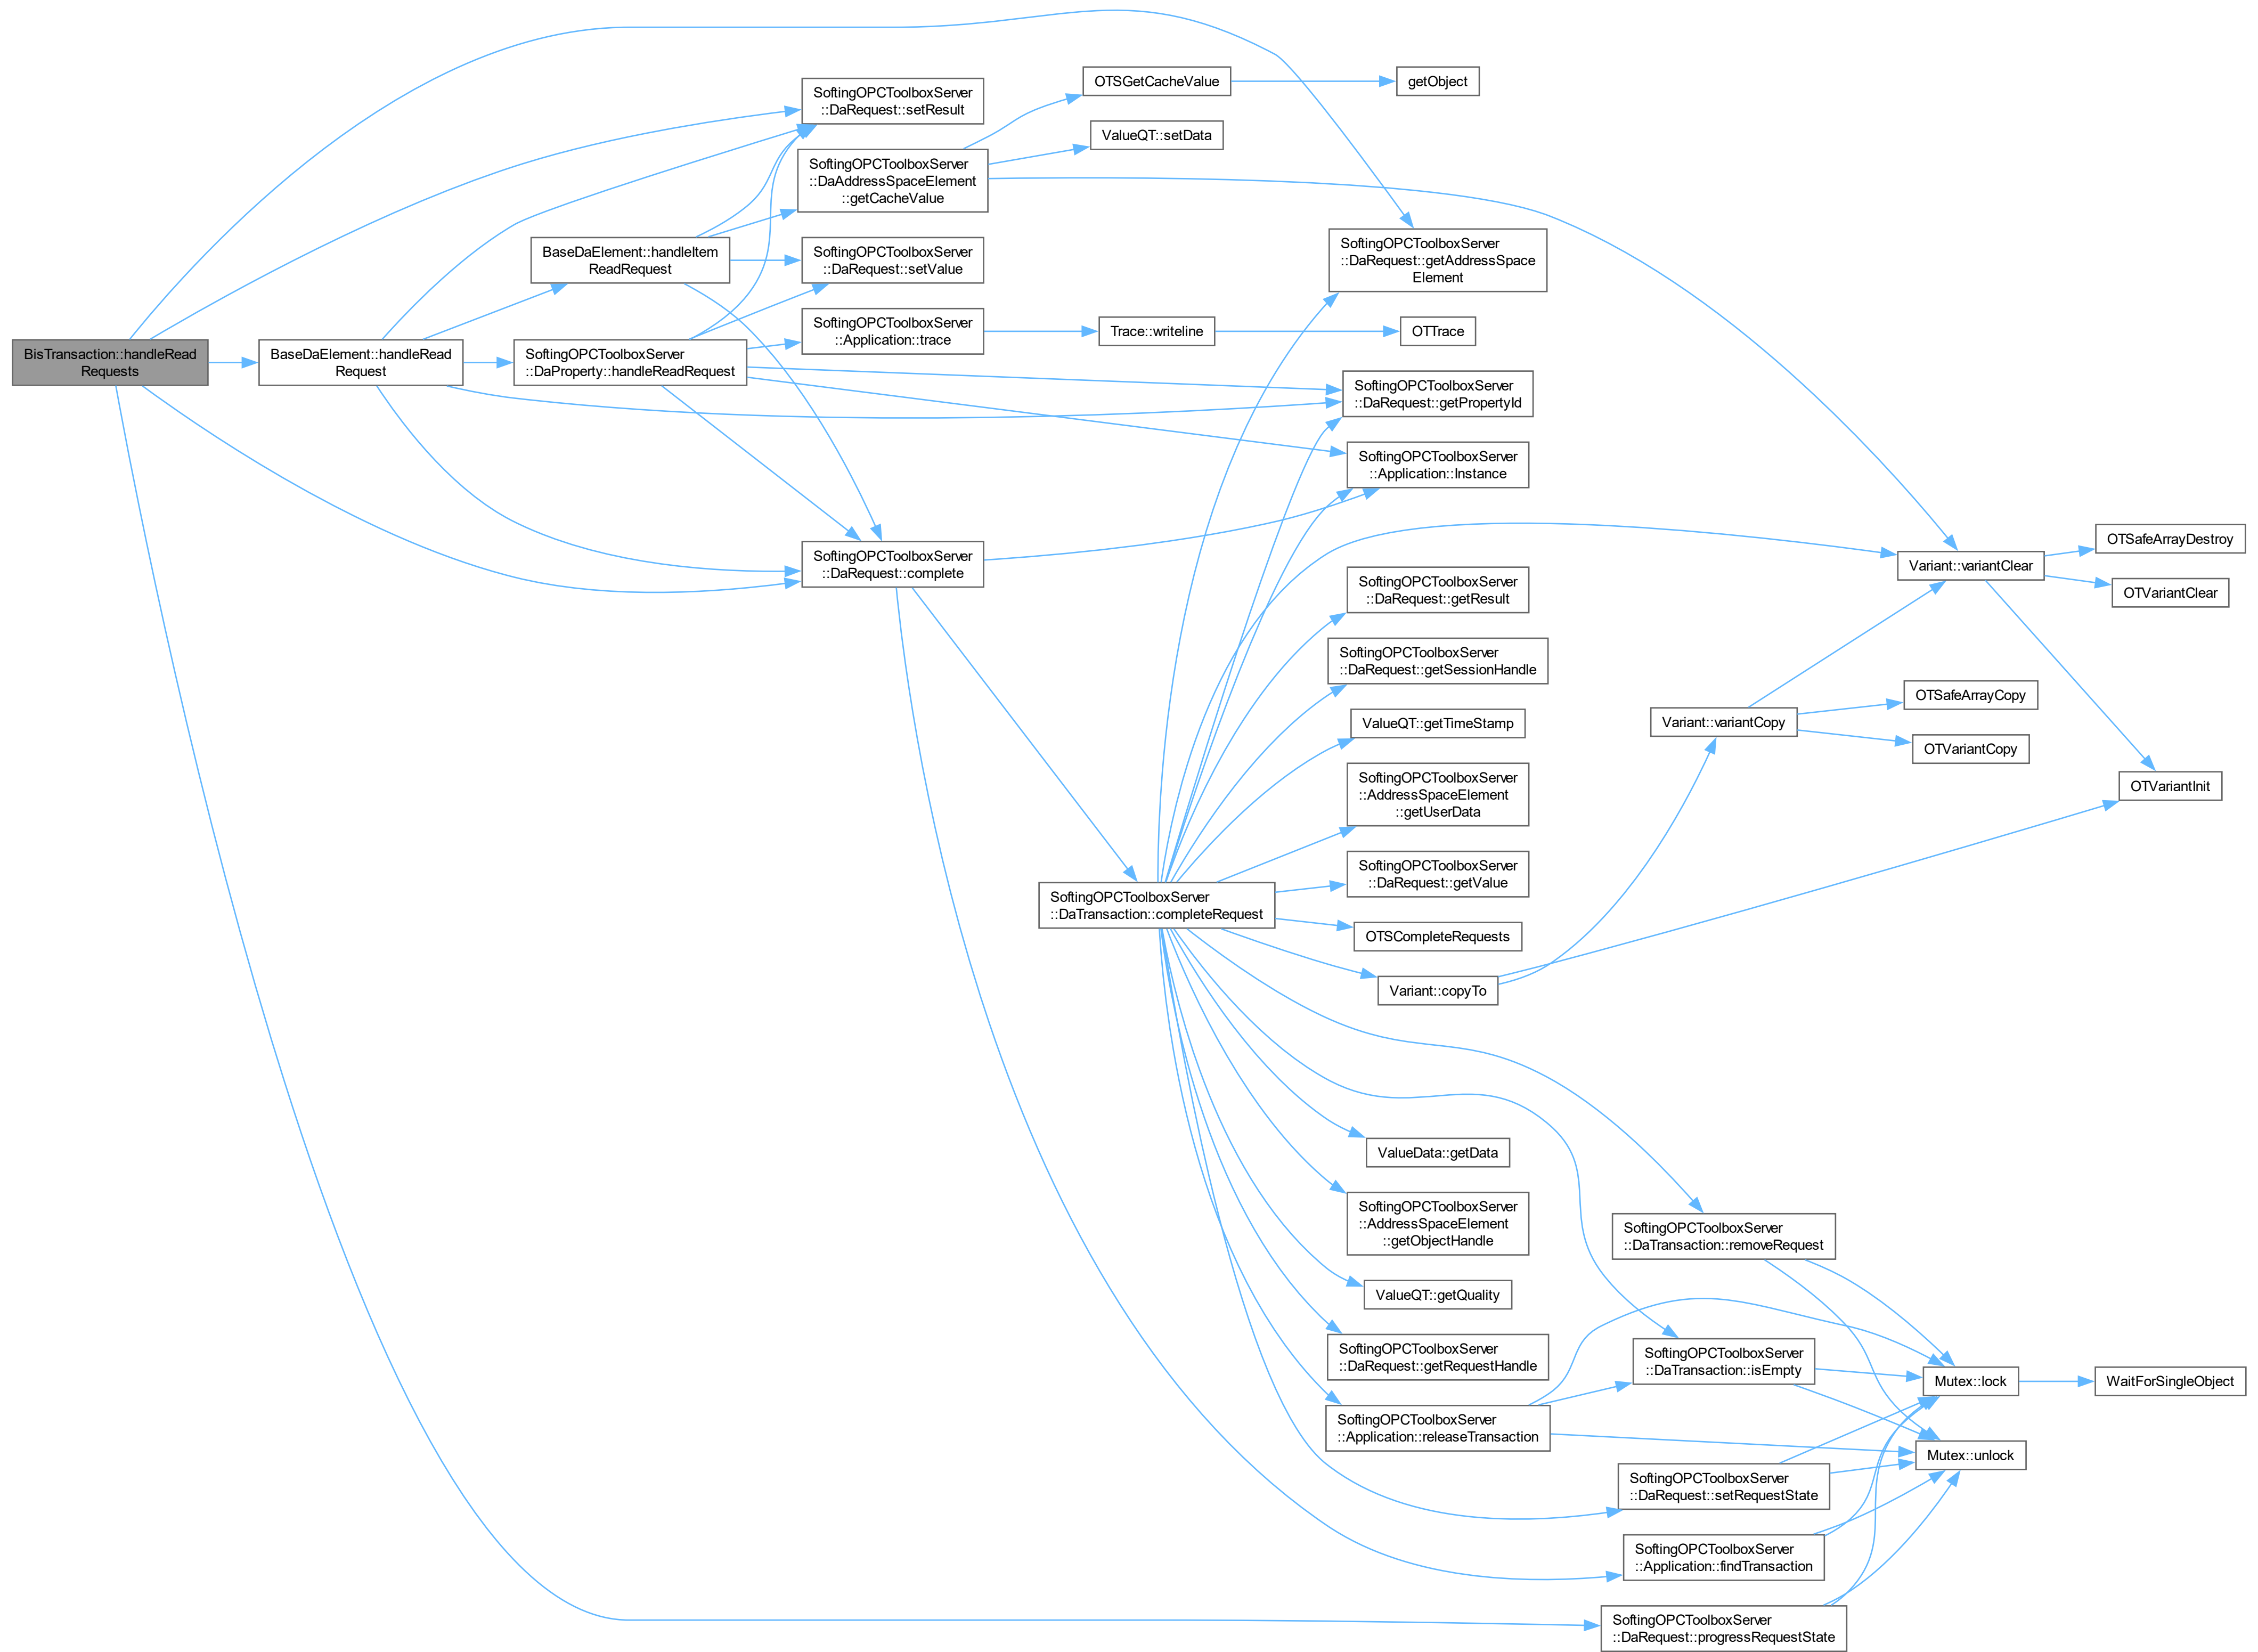 BisTransaction::handleRead
Requests
BaseDaElement::handleRead
Request
BaseDaElement::handleItem
ReadRequest
SoftingOPCToolboxServer
::DaProperty::handleReadRequest
SoftingOPCToolboxServer
::DaRequest::setResult
SoftingOPCToolboxServer
::DaAddressSpaceElement
::getCacheValue
SoftingOPCToolboxServer
::DaRequest::setValue
SoftingOPCToolboxServer
::Application::trace
SoftingOPCToolboxServer
::DaRequest::complete
OTSGetCacheValue
ValueQT::setData
Trace::writeline
SoftingOPCToolboxServer
::DaTransaction::completeRequest
getObject
SoftingOPCToolboxServer
::DaRequest::getAddressSpace
Element
OTTrace
SoftingOPCToolboxServer
::DaRequest::getPropertyId
SoftingOPCToolboxServer
::Application::Instance
SoftingOPCToolboxServer
::DaRequest::getResult
SoftingOPCToolboxServer
::DaRequest::getSessionHandle
ValueQT::getTimeStamp
SoftingOPCToolboxServer
::AddressSpaceElement
::getUserData
SoftingOPCToolboxServer
::DaRequest::getValue
OTSCompleteRequests
Variant::copyTo
ValueData::getData
SoftingOPCToolboxServer
::AddressSpaceElement
::getObjectHandle
ValueQT::getQuality
SoftingOPCToolboxServer
::DaRequest::getRequestHandle
SoftingOPCToolboxServer
::Application::releaseTransaction
Variant::variantCopy
SoftingOPCToolboxServer
::DaTransaction::removeRequest
SoftingOPCToolboxServer
::DaTransaction::isEmpty
SoftingOPCToolboxServer
::DaRequest::setRequestState
SoftingOPCToolboxServer
::Application::findTransaction
SoftingOPCToolboxServer
::DaRequest::progressRequestState
Variant::variantClear
OTSafeArrayCopy
OTVariantCopy
Mutex::lock
Mutex::unlock
OTSafeArrayDestroy
OTVariantClear
OTVariantInit
WaitForSingleObject